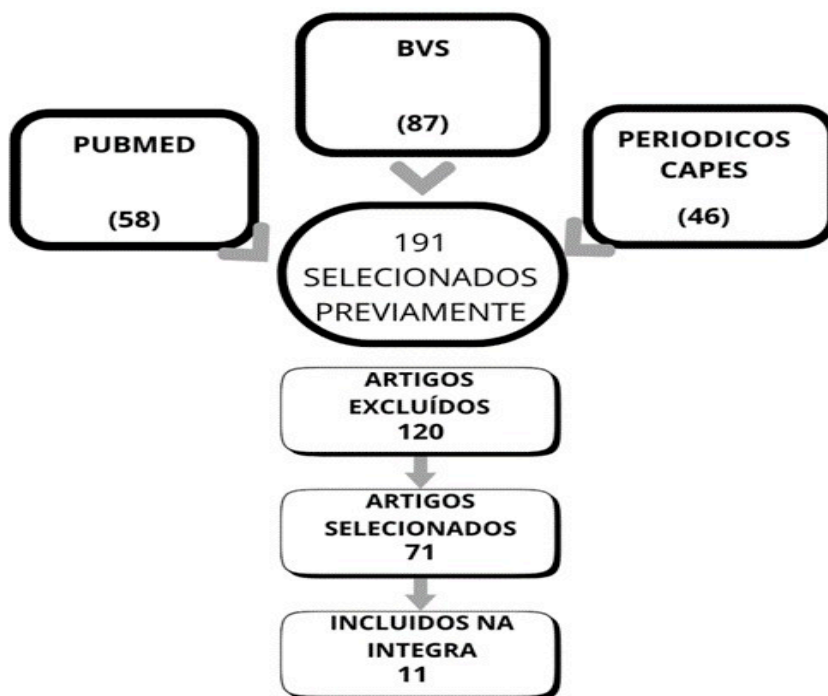 BVS
(87)
PUBMED
(58)
PERIODICOS
CAPES
(46)
191
SELECIONADOS
PREVIAMENTE
ARTIGOS
EXCLUÍDOS
120
ARTIGOS
SELECIONADOS
71
INCLUIDOS NA
INTEGRA
11